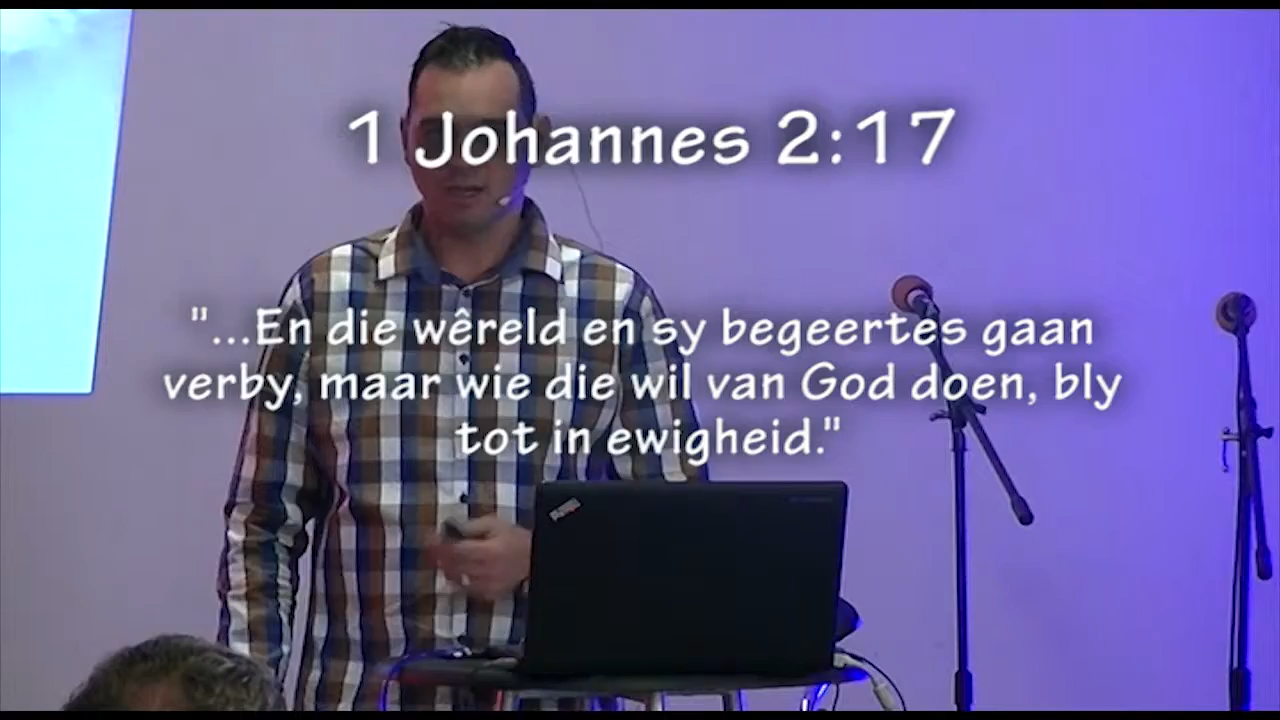 1 Johannes 2:17
"...En die wêreld en sy begeertes gaan
verby, maar wie die wil van God doen, bly
tot in ewigheid."